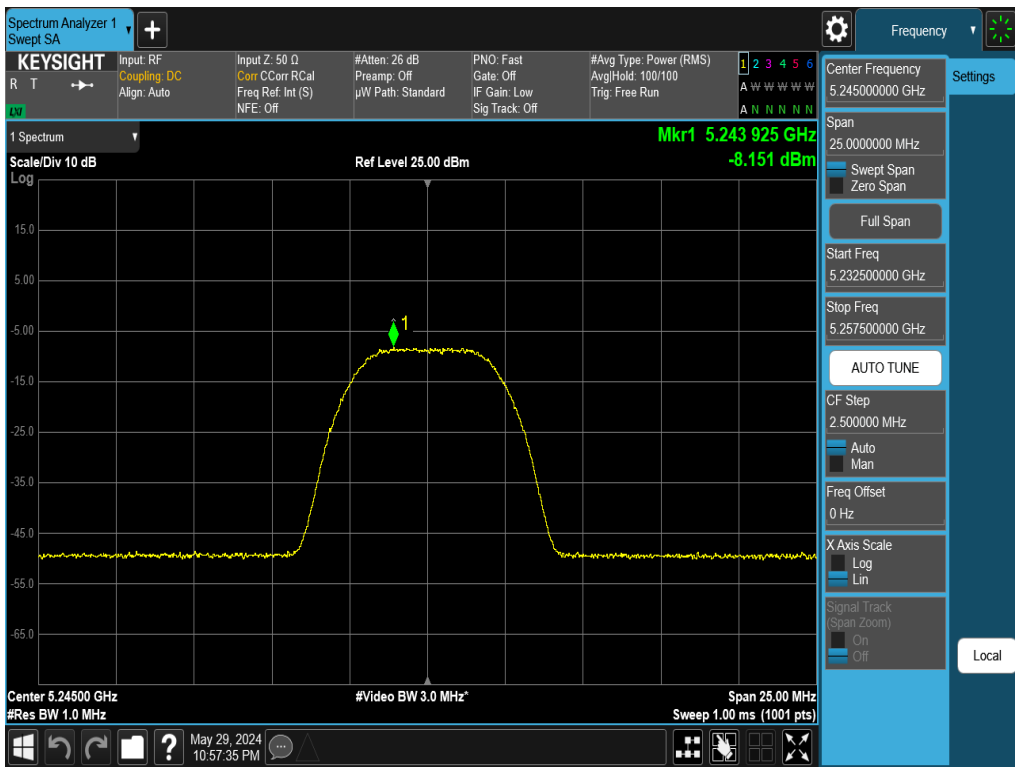 Spectrum Analyzer 1
Swept SA
Frequency
KEYSIGHT
R T
LXI
Input: RF
Coupling: DC
Align: Auto
Input Z: 50 Ω
Corr CCorr RCal
Freq Ref: Int (S)
NFE: Off
#Atten: 26 dB
Preamp: Off
µW Path: Standard
PNO: Fast
Gate: Off
IF Gain: Low
Sig Track: Off
#Avg Type: Power (RMS)
Avg|Hold: 100/100
Trig: Free Run
1 2 3 4 5 6
A W W W W W
A N N N N N
1 Spectrum
Scale/Div 10 dB
Log
Ref Level 25.00 dBm
Mkr1 5.243 925 GHz
-8.151 dBm
15.0
5.00
-5.00
-15.0
-25.0
-35.0
-45.0
-55.0
-65.0
1
Center 5.24500 GHz
#Res BW 1.0 MHz
#Video BW 3.0 MHz*
Span 25.00 MHz
Sweep 1.00 ms (1001 pts)
Center Frequency
5.245000000 GHz
Settings
Span
25.0000000 MHz
Swept Span
Zero Span
Full Span
Start Freq
5.232500000 GHz
Stop Freq
5.257500000 GHz
AUTO TUNE
CF Step
2.500000 MHz
Auto
Man
Freq Offset
0 Hz
X Axis Scale
Log
Lin
Signal Track
(Span Zoom)
On
Off
Local
?
May 29, 2024
10:57:35 PM